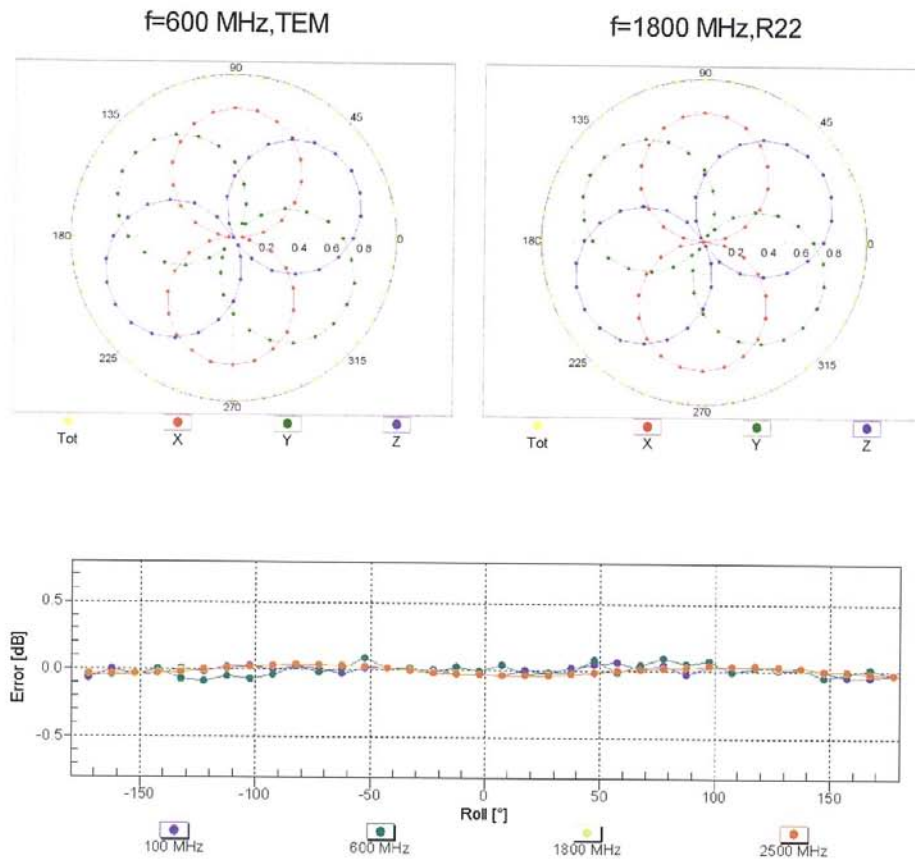 f=600 MHz,TEM
f=1800 MHz,R22
90
135
45
180
0.2 0.4 0.6 0.8
0
225
315
270
Tot X Y Z
90
135
45
180
0.2 0.4 0.6 0.8
0
225
315
270
Tot X Y Z
Error [dB]
0.5
0.0
-0.5
-150 -100 -50 0 50 100 150
Roll [°]
100 MHz 600 MHz 1800 MHz 2500 MHz